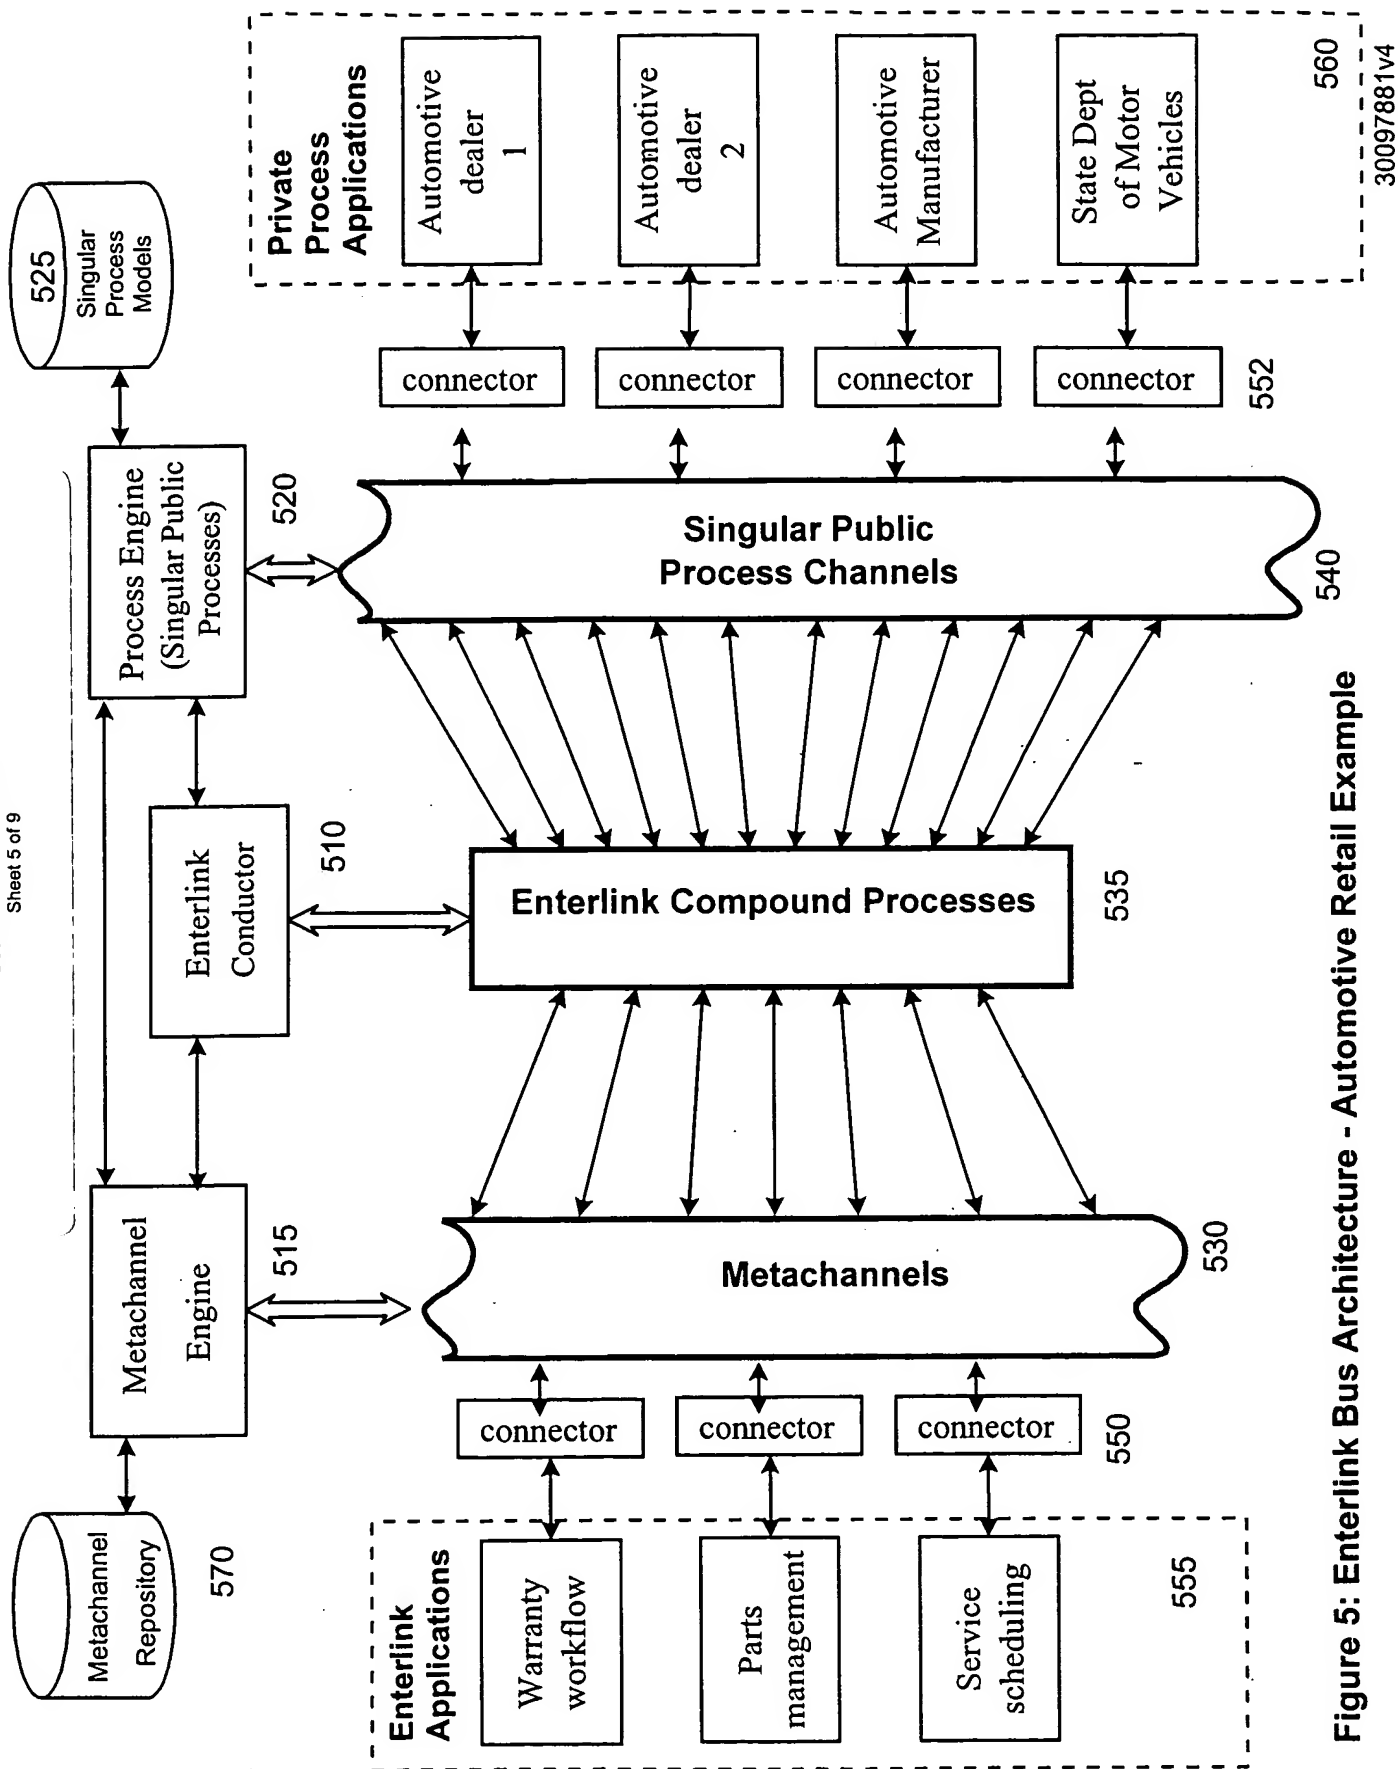 Sheet 5 of 9
Metachannel
Repository
570
Metachannel
Engine
515
Enterlink
Conductor
510
Process Engine
(Singular Public
Processes)
520
525
Singular
Process
Models
Enterlink
Applications
Warranty
workflow
Parts
management
Service
scheduling
555
connector
connector
connector
550
Metachannels
530
Enterlink Compound Processes
535
Singular Public
Process Channels
540
connector
connector
connector
connector
552
Private
Process
Applications
Automotive
dealer
1
Automotive
dealer
2
Automotive
Manufacturer
State Dept
of Motor
Vehicles
560
Figure 5: Enterlink Bus Architecture - Automotive Retail Example
30097881v4